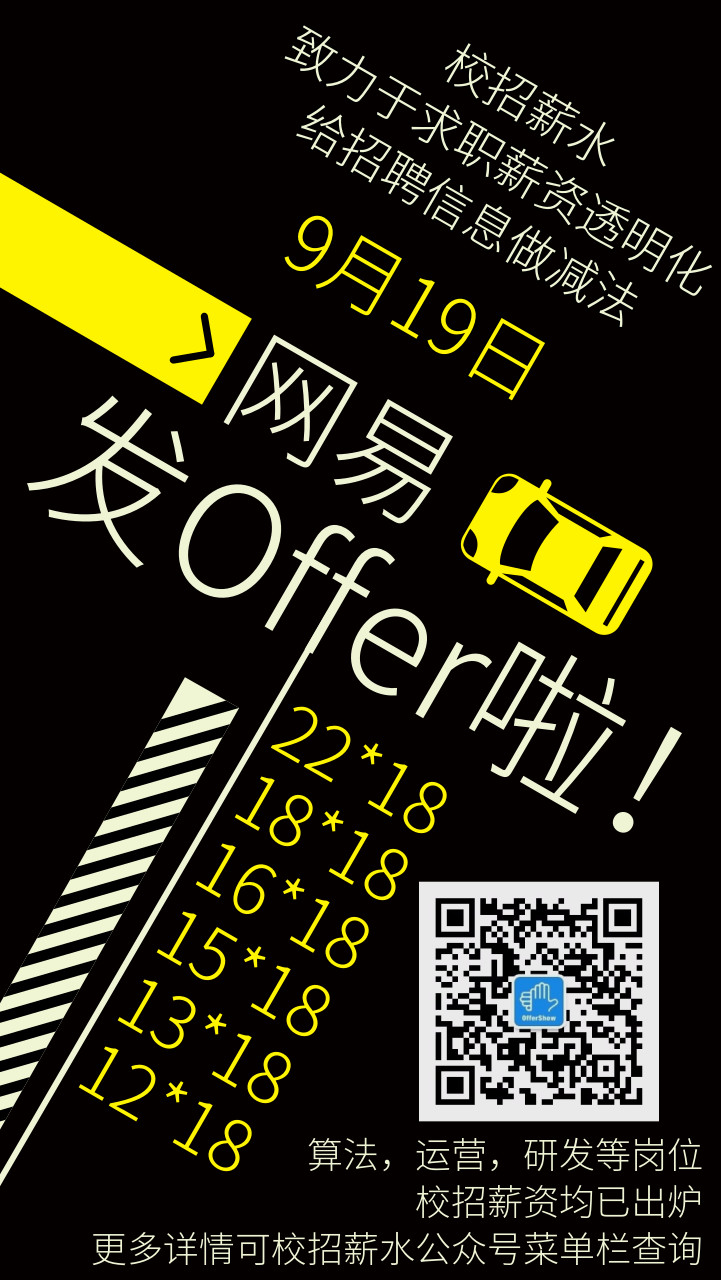 校招薪水
致力于求职薪资透明化
给招聘信息做减法
9月19日
网易
发Offer啦！
22*18
18*18
16*18
15*18
13*18
12*18
OfferShow
算法，运营，研发等岗位
校招薪资均已出炉
更多详情可校招薪水公众号菜单栏查询